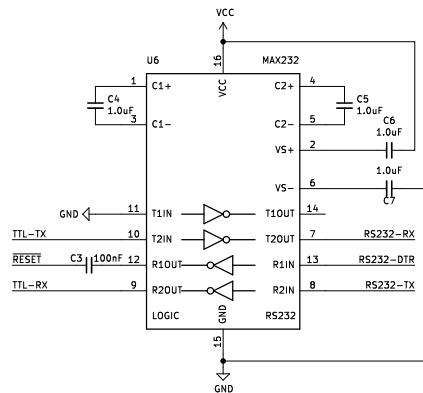 VCC
U6
MAX232
16
VCC
1
C1+
C2+
4
C4
1.0uF
C5
1.0uF
3
C1-
C2-
5
C6
1.0uF
VS+
2
1.0uF
VS-
6
C7
GND
11
T1IN
T1OUT
14
TTL-TX
10
T2IN
T2OUT
7
RS232-RX
RESET
C3
100nF
12
R1OUT
R1IN
13
RS232-DTR
TTL-RX
9
R2OUT
R2IN
8
RS232-TX
LOGIC
GND
RS232
15
GND